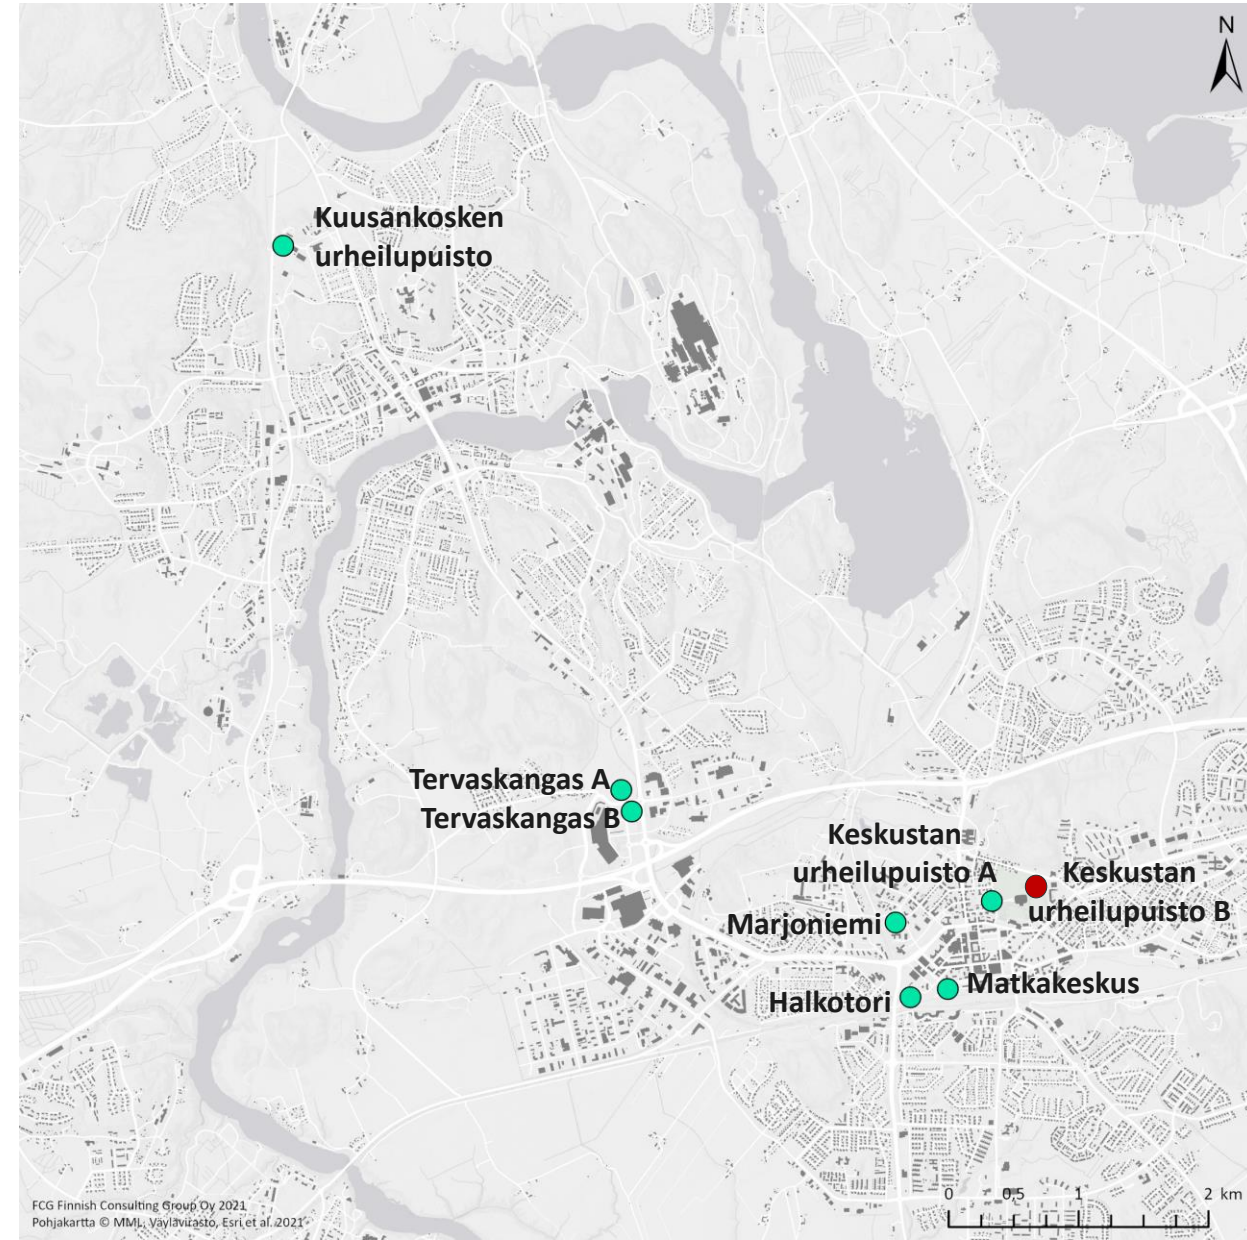 N
Kuusankosken
urheilupuisto
Tervaskangas A
Tervaskangas B
Keskustan
urheilupuisto A
Keskustan
urheilupuisto B
Marjoniemi
Matkakeskus
Halkotori
0 0,5 1 2 km
FCG Finnish Consulting Group Oy 2021
Pohjakartta © MML, Väylävirasto, Esri et al. 2021